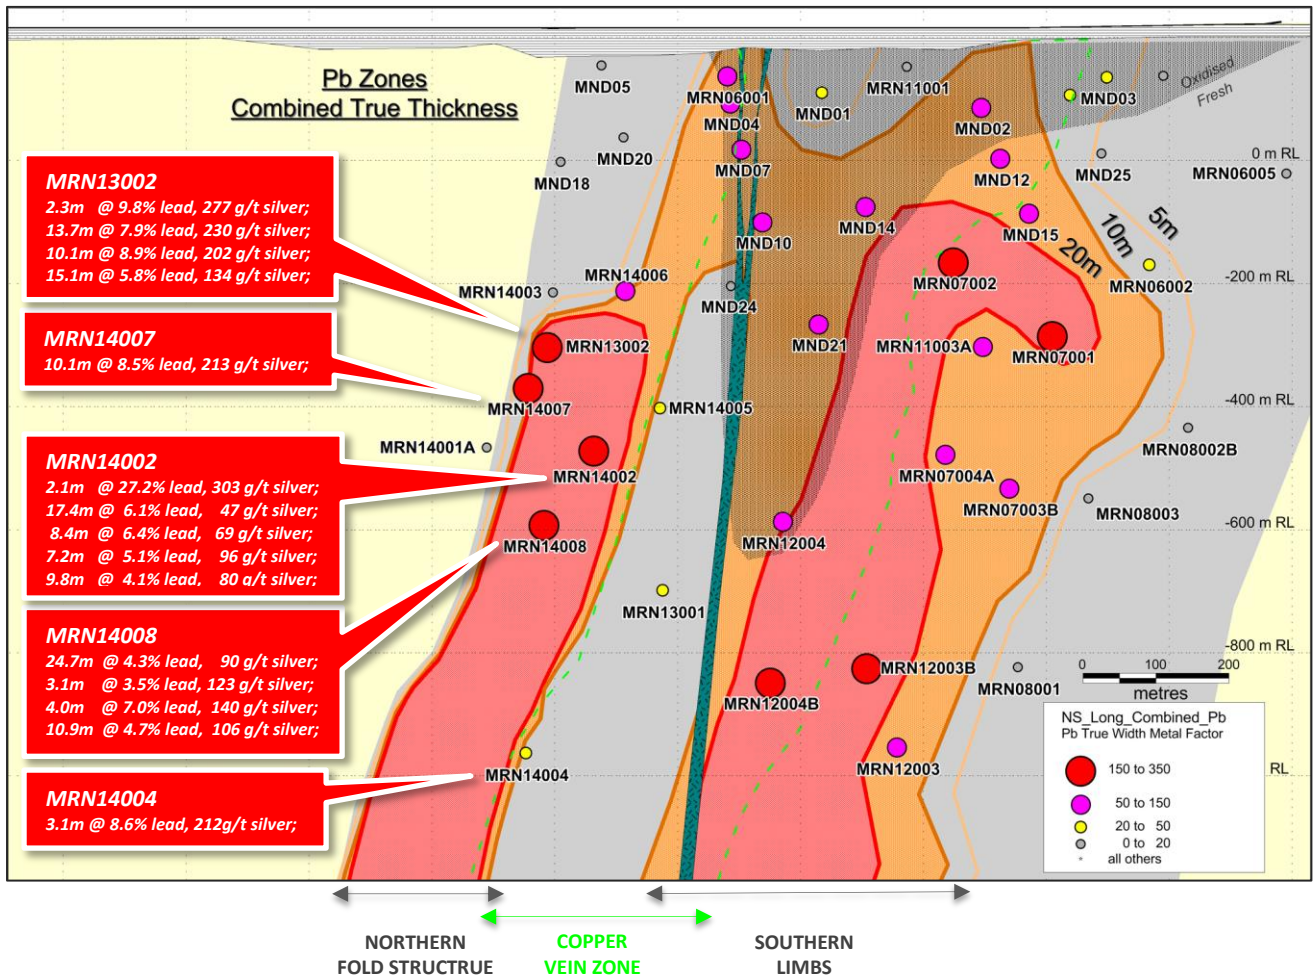 Pb Zones
Combined True Thickness
MND05
MND20
MND18
MRN06001
MND04
MND07
MND01
MRN11001
MND02
MND03
Oxidised
Fresh
MND12
MND25
MRN06005
0 m RL
MND14
MND10
MND15
5m
10m
20m
MRN14006
MRN14003
MND24
MRN07002
MRN06002
-200 m RL
MRN13002
MND21
MRN11003A
MRN07001
MRN14007
MRN14005
-400 m RL
MRN14001A
MRN14002
MRN07004A
MRN08002B
MRN07003B
MRN08003
MRN14008
MRN12004
-600 m RL
MRN13001
-800 m RL
MRN12003B
MRN08001
MRN12004B
MRN14004
MRN12003
RL
MRN13002
2.3m @ 9.8% lead, 277 g/t silver;
13.7m @ 7.9% lead, 230 g/t silver;
10.1m @ 8.9% lead, 202 g/t silver;
15.1m @ 5.8% lead, 134 g/t silver;
MRN14007
10.1m @ 8.5% lead, 213 g/t silver;
MRN14002
2.1m @ 27.2% lead, 303 g/t silver;
17.4m @ 6.1% lead, 47 g/t silver;
8.4m @ 6.4% lead, 69 g/t silver;
7.2m @ 5.1% lead, 96 g/t silver;
9.8m @ 4.1% lead, 80 g/t silver;
MRN14008
24.7m @ 4.3% lead, 90 g/t silver;
3.1m @ 3.5% lead, 123 g/t silver;
4.0m @ 7.0% lead, 140 g/t silver;
10.9m @ 4.7% lead, 106 g/t silver;
MRN14004
3.1m @ 8.6% lead, 212g/t silver;
0 100 200
metres
NS_Long_Combined_Pb
Pb True Width Metal Factor
150 to 350
50 to 150
20 to 50
0 to 20
all others
NORTHERN
FOLD STRUCTRUE
COPPER
VEIN ZONE
SOUTHERN
LIMBS